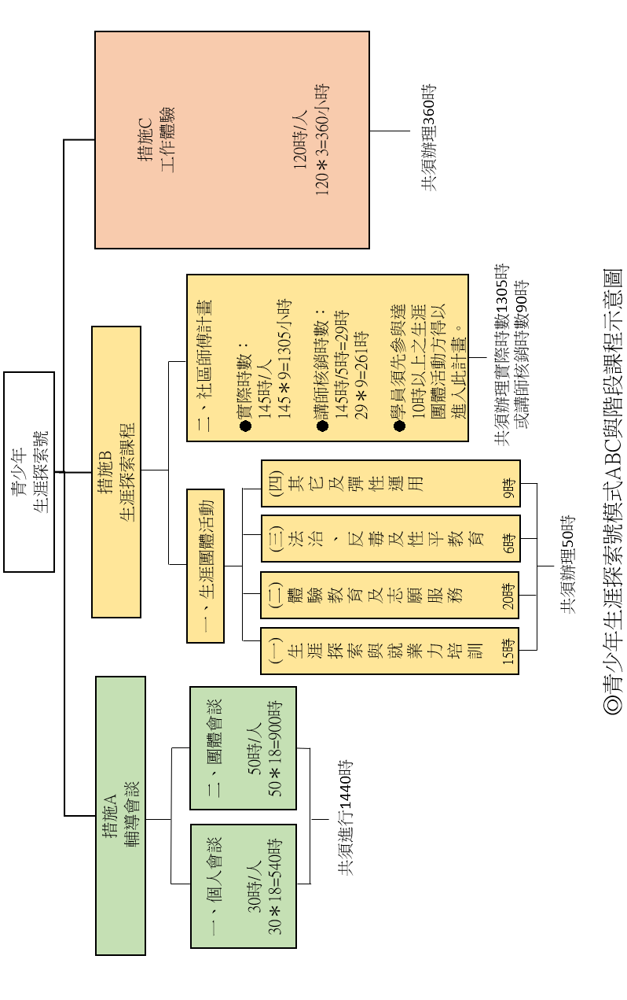 青少年
生涯探索號
措施A
輔導會談
一、個人會談
30時/人
30＊18=540時
二、團體會談
50時/人
50＊18=900時
共須進行1440時
措施B
生涯探索課程
一、生涯團體活動
(一)生涯探索與就業力培訓
15時
(二)體驗教育及志願服務
20時
(三)法治、反毒及性平教育
6時
(四)其它及彈性運用
9時
共須辦理50時
二、社區師傅計畫
●實際時數：
145時/人
145＊9=1305小時
●講師核銷時數：
145時/5時=29時
29＊9=261時
●學員須先參與達
10時以上之生涯
團體活動方得以
進入此計畫。
共須辦理實際時數1305時
或講師核銷時數90時
措施C
工作體驗
120時/人
120＊3=360小時
共須辦理360時
◎青少年生涯探索號模式ABC與階段課程示意圖